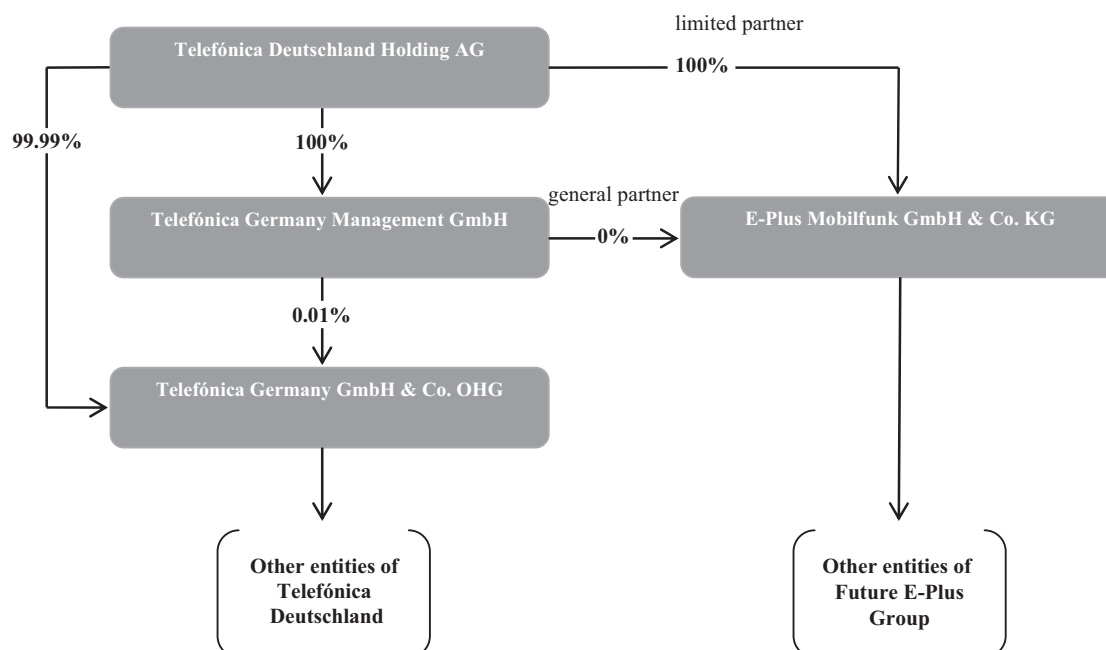 limited partner
Telefónica Deutschland Holding AG
100%
99.99%
100%
general partner
Telefónica Germany Management GmbH
0%
E-Plus Mobilfunk GmbH & Co. KG
0.01%
Telefónica Germany GmbH & Co. OHG
Other entities of
Telefónica
Deutschland
Other entities of
Future E-Plus
Group